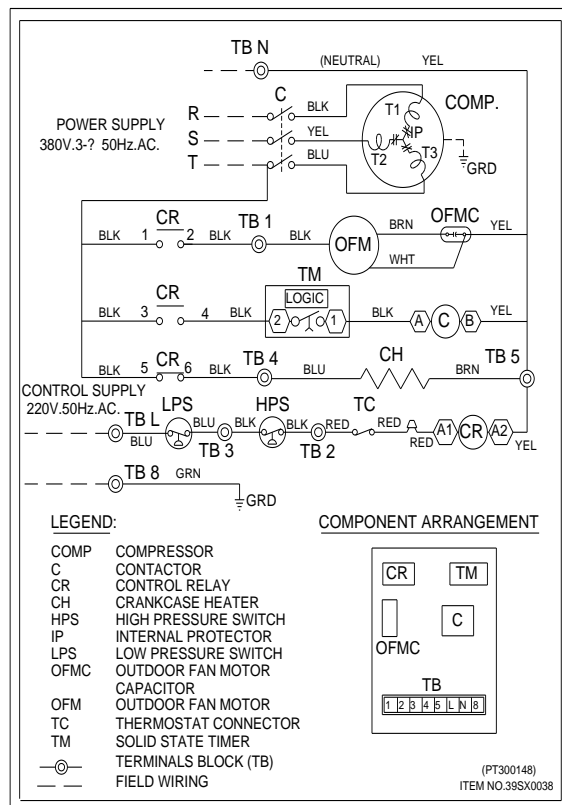 TB N (NEUTRAL) YEL
C
R BLK T1 COMP.
POWER SUPPLY S YEL IP
380V.3-? 50Hz.AC. T BLU T2 T3 GRD
CR TB 1 BRN OFMC
BLK 1 2 BLK BLK OFM YEL
WHT
TM
CR LOGIC
BLK 3 4 BLK 2 1 BLK A C B YEL
CR TB 4 CH TB 5
BLK 5 6 BLK BLU BRN
CONTROL SUPPLY
220V.50Hz.AC. LPS HPS TC
TB L BLU BLK BLK RED RED A1 CR A2
BLU TB 3 TB 2 RED YEL
TB 8 GRN
GRD
LEGEND:
COMP COMPRESSOR
C CONTACTOR
CR CONTROL RELAY
CH CRANKCASE HEATER
HPS HIGH PRESSURE SWITCH
IP INTERNAL PROTECTOR
LPS LOW PRESSURE SWITCH
OFMC OUTDOOR FAN MOTOR
CAPACITOR
OFM OUTDOOR FAN MOTOR
TC THERMOSTAT CONNECTOR
TM SOLID STATE TIMER
TERMINALS BLOCK (TB)
FIELD WIRING
COMPONENT ARRANGEMENT
CR TM
C
OFMC
TB
1 2 3 4 5 L N 8
(PT300148)
ITEM NO.39SX0038